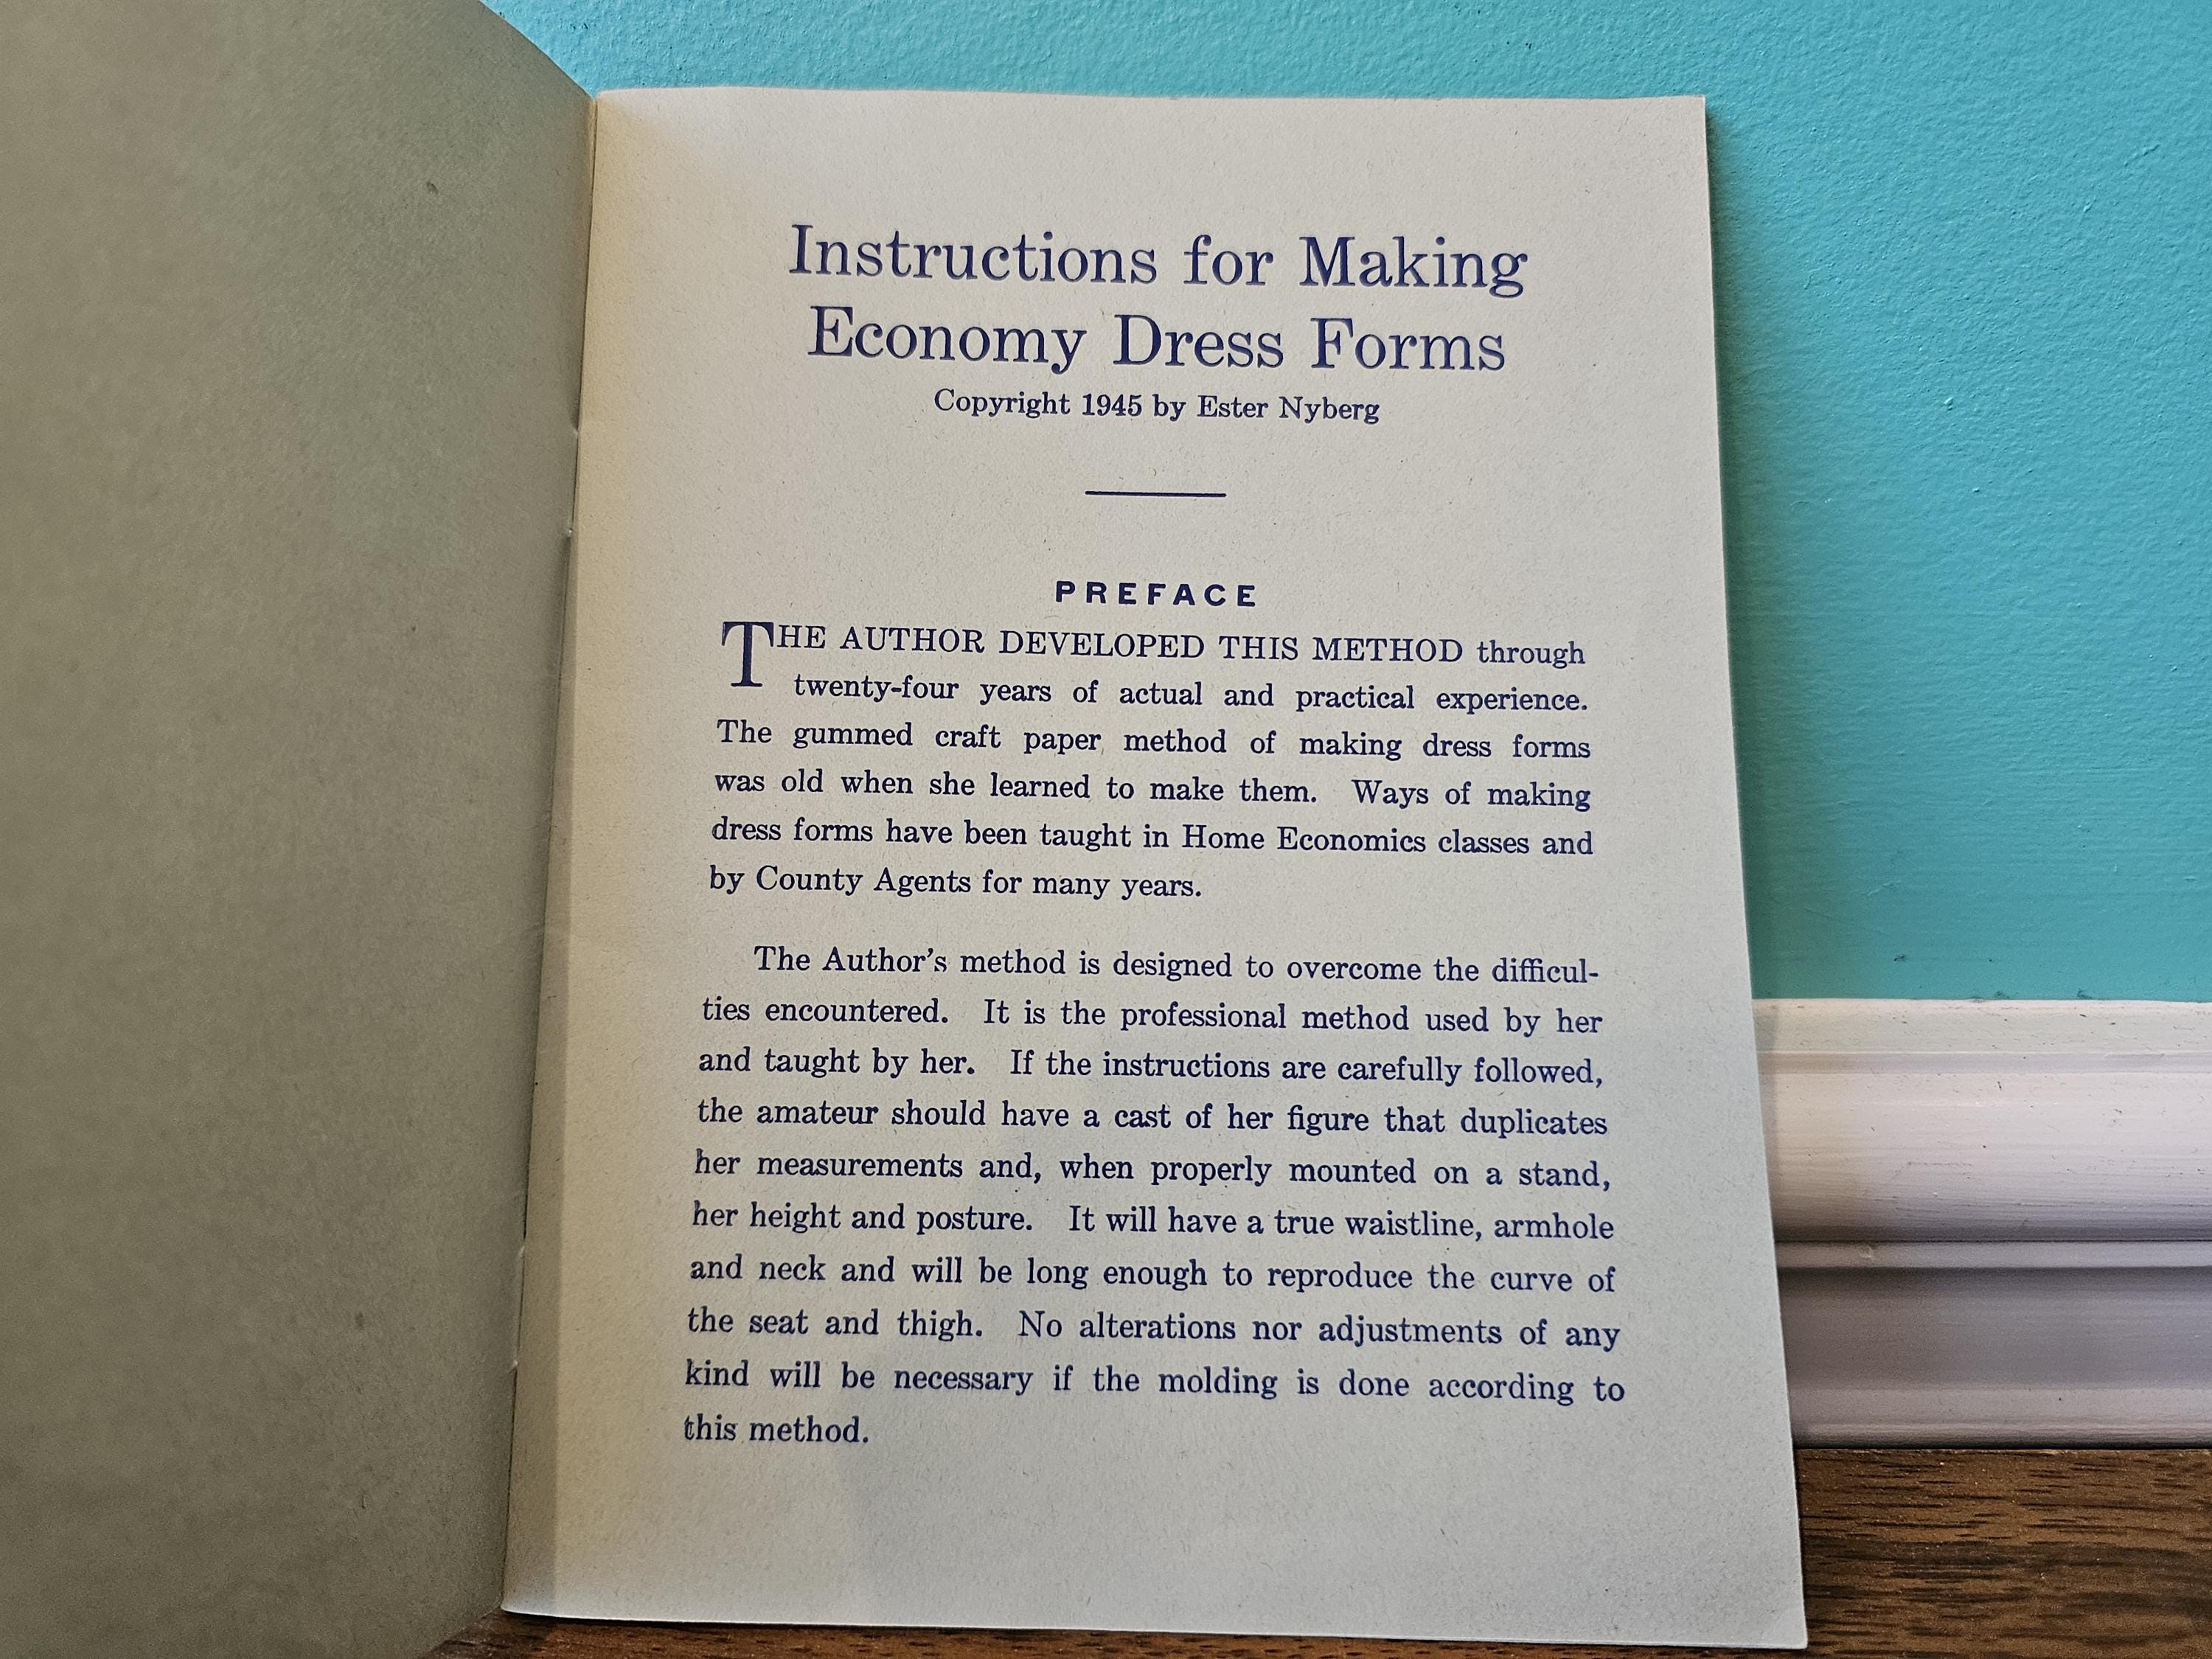 Instructions for Making
Economy Dress Forms
Copyright 1945 by Ester Nyberg
PREFACE
THE AUTHOR DEVELOPED THIS METHOD through
twenty-four years of actual and practical experience.
The gummed craft paper method of making dress forms
was old when she learned to make them. Ways of making
dress forms have been taught in Home Economics classes and
by County Agents for many years.
The Author's method is designed to overcome the difficul-
ties encountered. It is the professional method used by her
and taught by her. If the instructions are carefully followed,
the amateur should have a cast of her figure that duplicates
her measurements and, when properly mounted on a stand,
her height and posture. It will have a true waistline, armhole
and neck and will be long enough to reproduce the curve of
the seat and thigh. No alterations nor adjustments of any
kind will be necessary if the molding is done according to
this method.